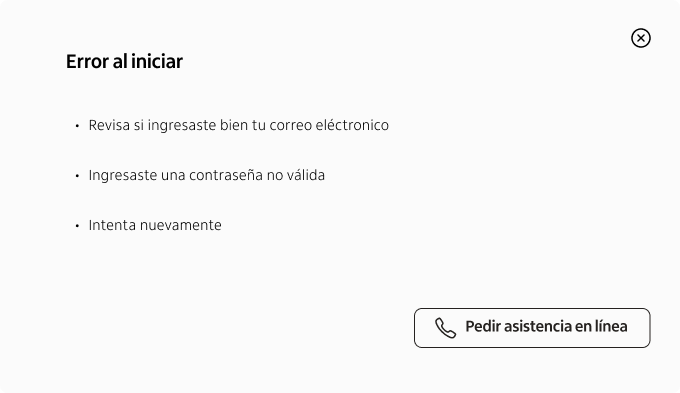 Error al iniciar
• Revisa si ingresaste bien tu correo eléctronico
• Ingresaste una contraseña no válida
• Intenta nuevamente
Pedir asistencia en línea